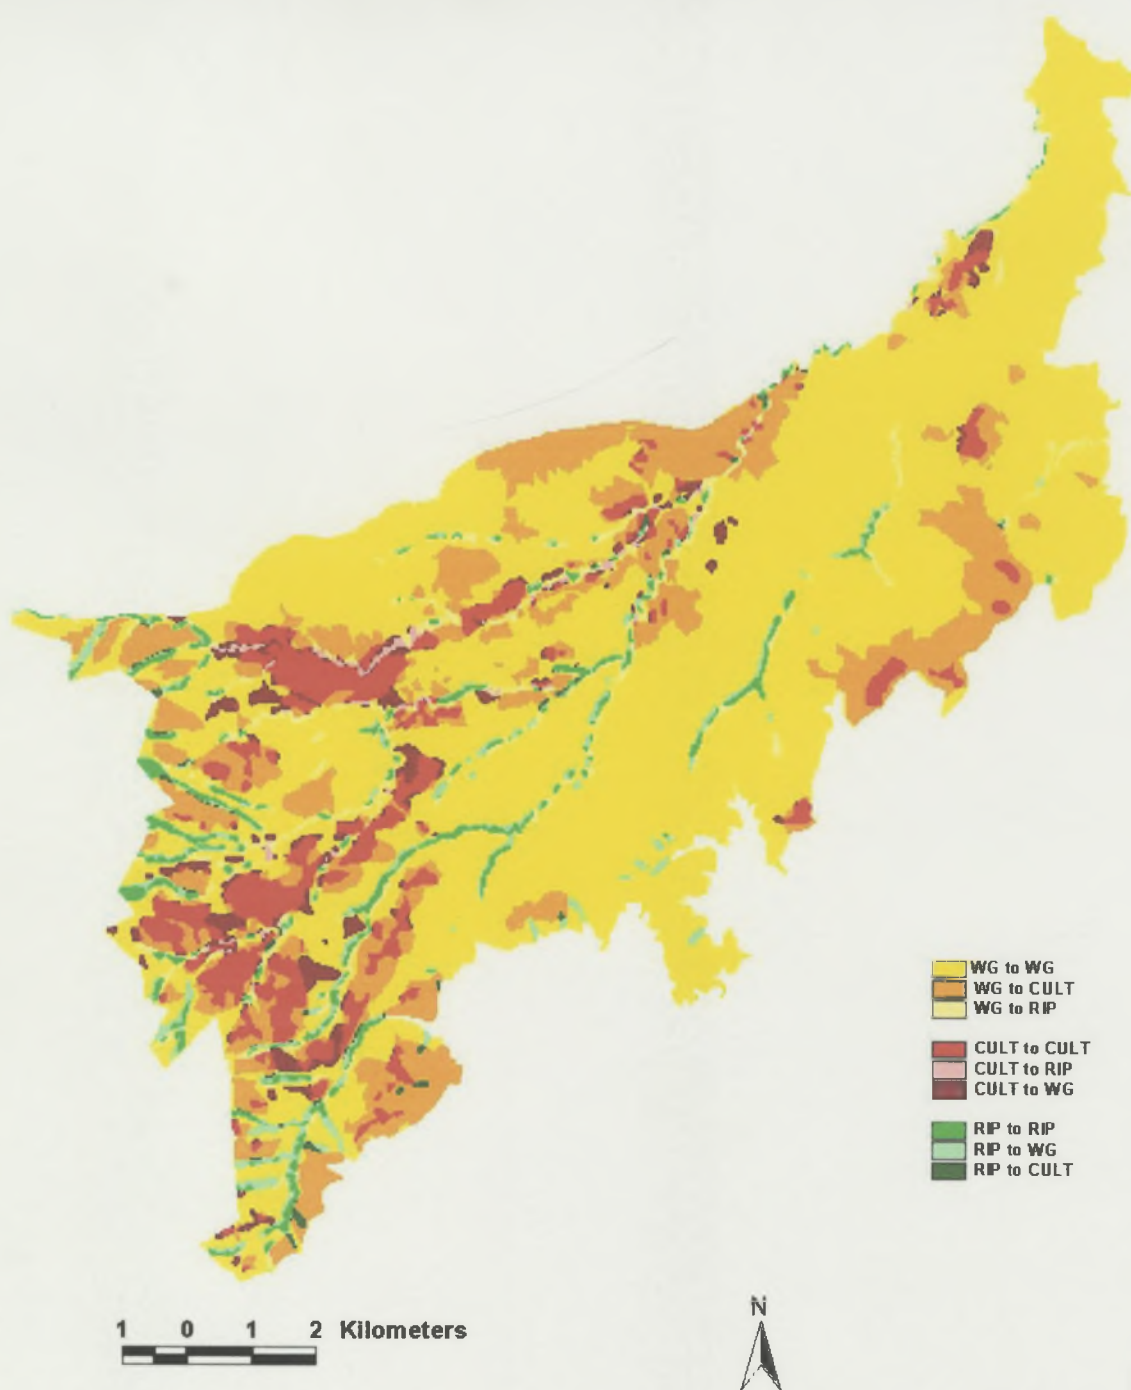 WG to WG
WG to CULT
WG to RIP
CULT to CULT
CULT to RIP
CULT to WG
RIP to RIP
RIP to WG
RIP to CULT
1 0 1 2 Kilometers
N